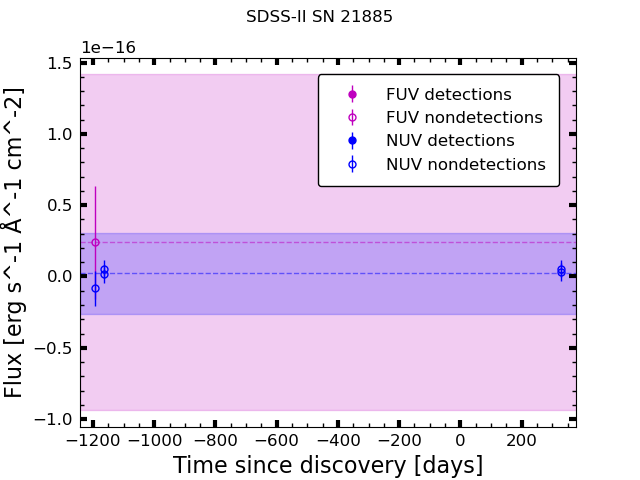 SDSS-II SN 21885
1e−16
1.5
1.0
0.5
0.0
−0.5
−1.0
Flux [erg s^-1 Å^-1 cm^-2]
FUV detections
FUV nondetections
NUV detections
NUV nondetections
−1200 −1000 −800 −600 −400 −200 0 200
Time since discovery [days]